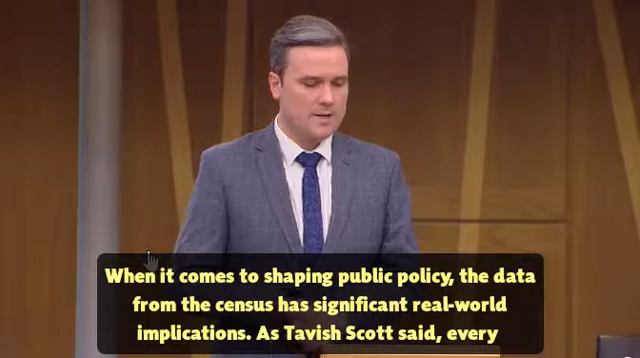 When it comes to shaping public policy, the data
from the census has significant real-world
implications. As Tavish Scott said, every